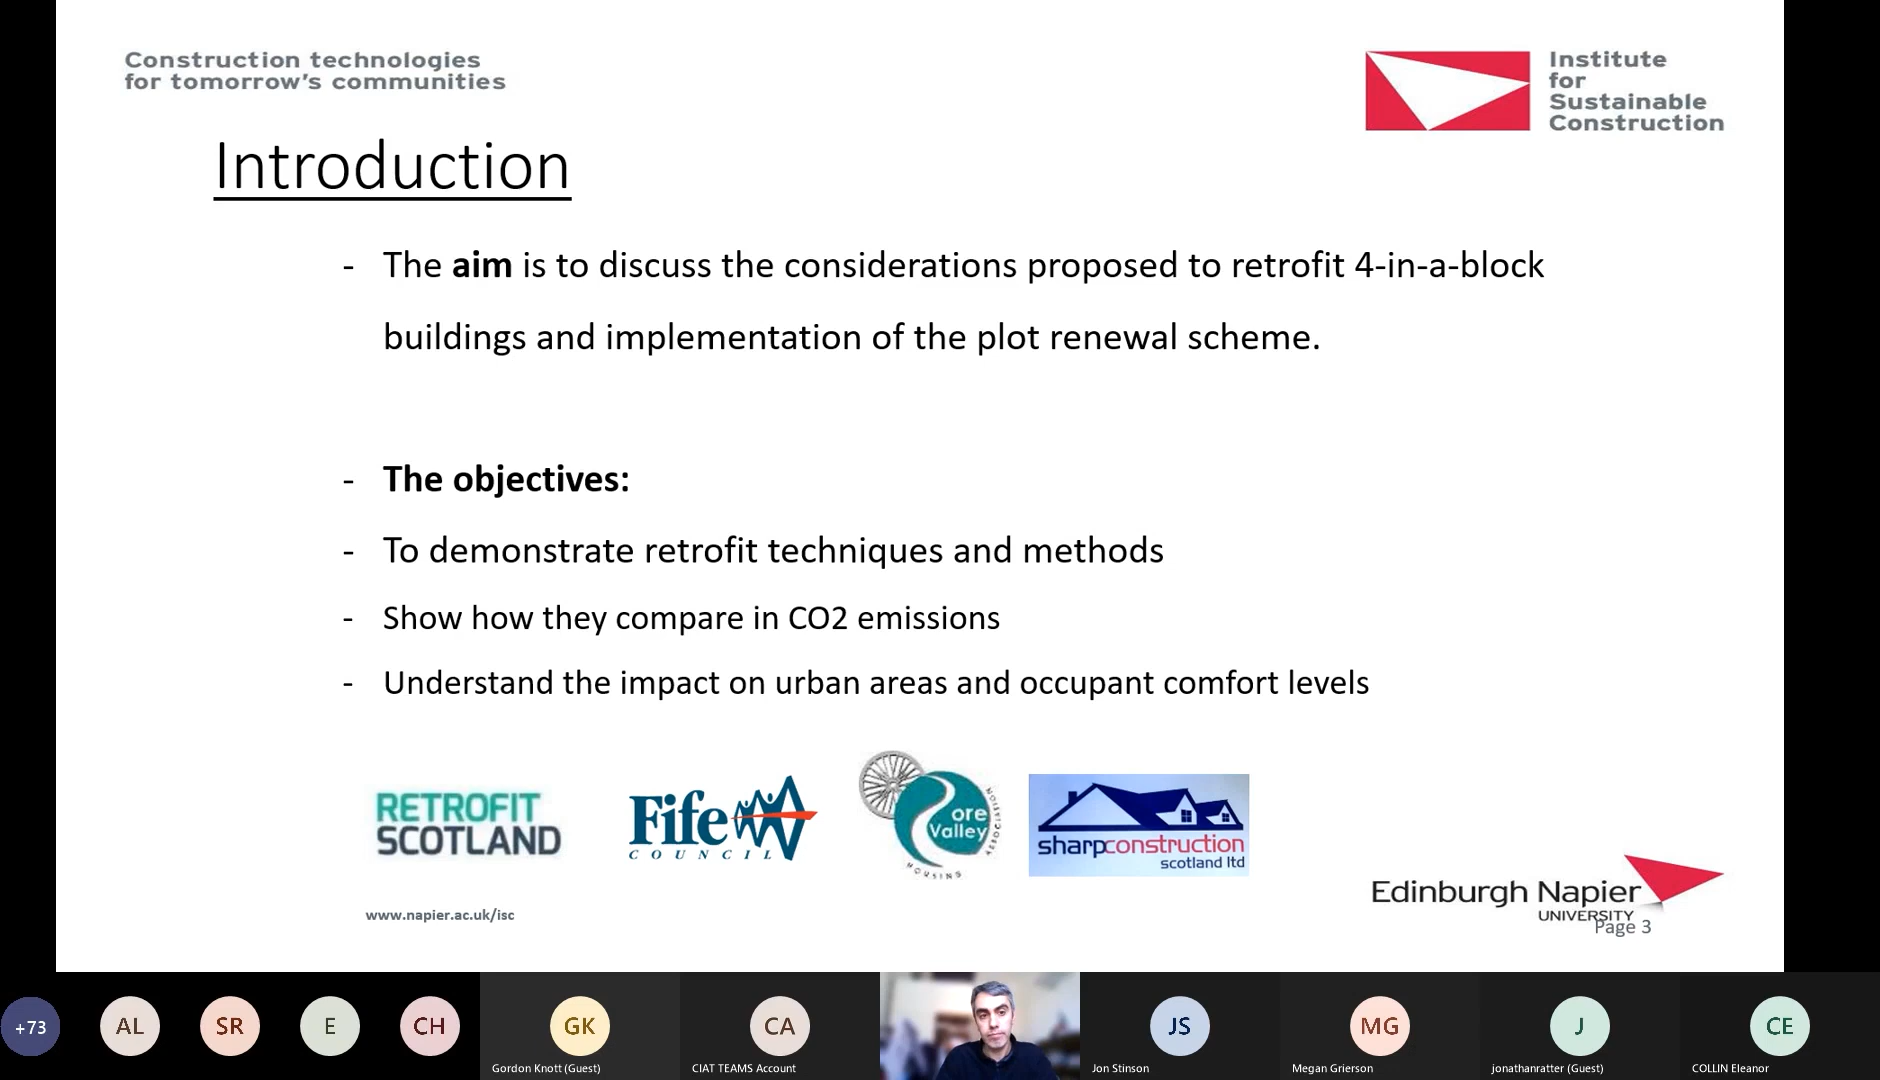 Construction technologies
for tomorrow's communities
Institute
for
Sustainable
Construction
Introduction
- The aim is to discuss the considerations proposed to retrofit 4-in-a-block
buildings and implementation of the plot renewal scheme.
- The objectives:
- To demonstrate retrofit techniques and methods
- Show how they compare in CO2 emissions
- Understand the impact on urban areas and occupant comfort levels
RETROFIT
SCOTLAND
Fife
COUNCIL
ore
Valley
HOUSING
ASSOCIATION
sharpconstruction
scotland ltd
www.napier.ac.uk/isc
Edinburgh Napier
UNIVERSITY
Page 3
+73
AL
SR
E
CH
GK
Gordon Knott (Guest)
CA
CIAT TEAMS Account
JS
Jon Stinson
MG
Megan Grierson
J
jonathanratter (Guest)
CE
COLLIN Eleanor